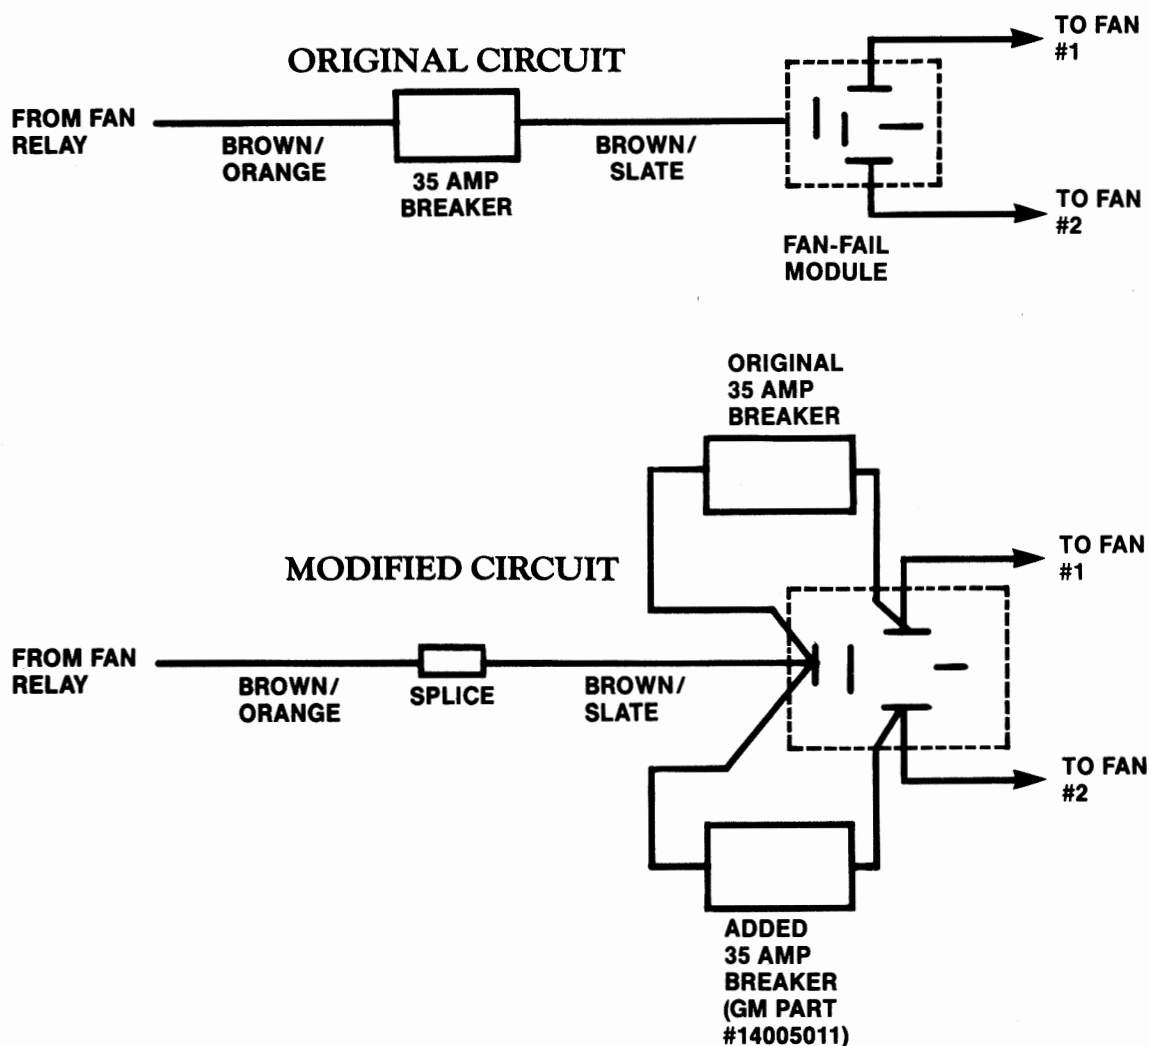 TO FAN
#1
ORIGINAL CIRCUIT
FROM FAN
RELAY
BROWN/
ORANGE
35 AMP
BREAKER
BROWN/
SLATE
TO FAN
#2
FAN-FAIL
MODULE
ORIGINAL
35 AMP
BREAKER
MODIFIED CIRCUIT
TO FAN
#1
FROM FAN
RELAY
BROWN/
ORANGE
SPLICE
BROWN/
SLATE
TO FAN
#2
ADDED
35 AMP
BREAKER
(GM PART
#14005011)